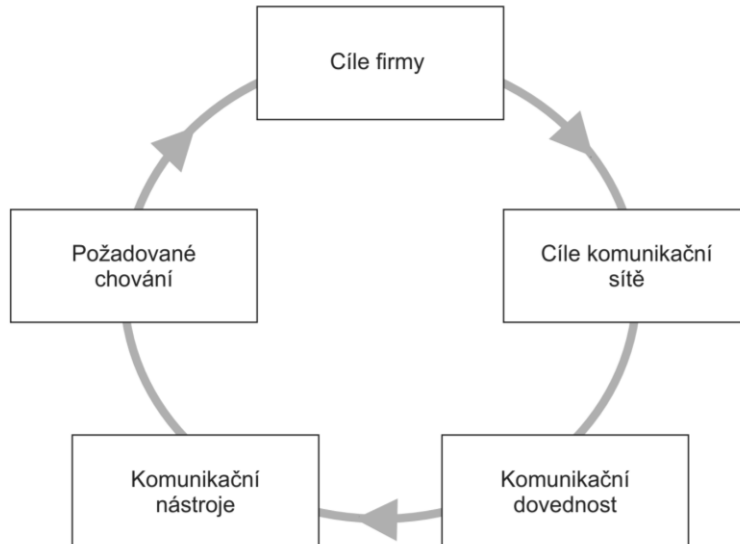 Cíle firmy
Cíle komunikační
sítě
Komunikační
dovednost
Komunikační
nástroje
Požadované
chování